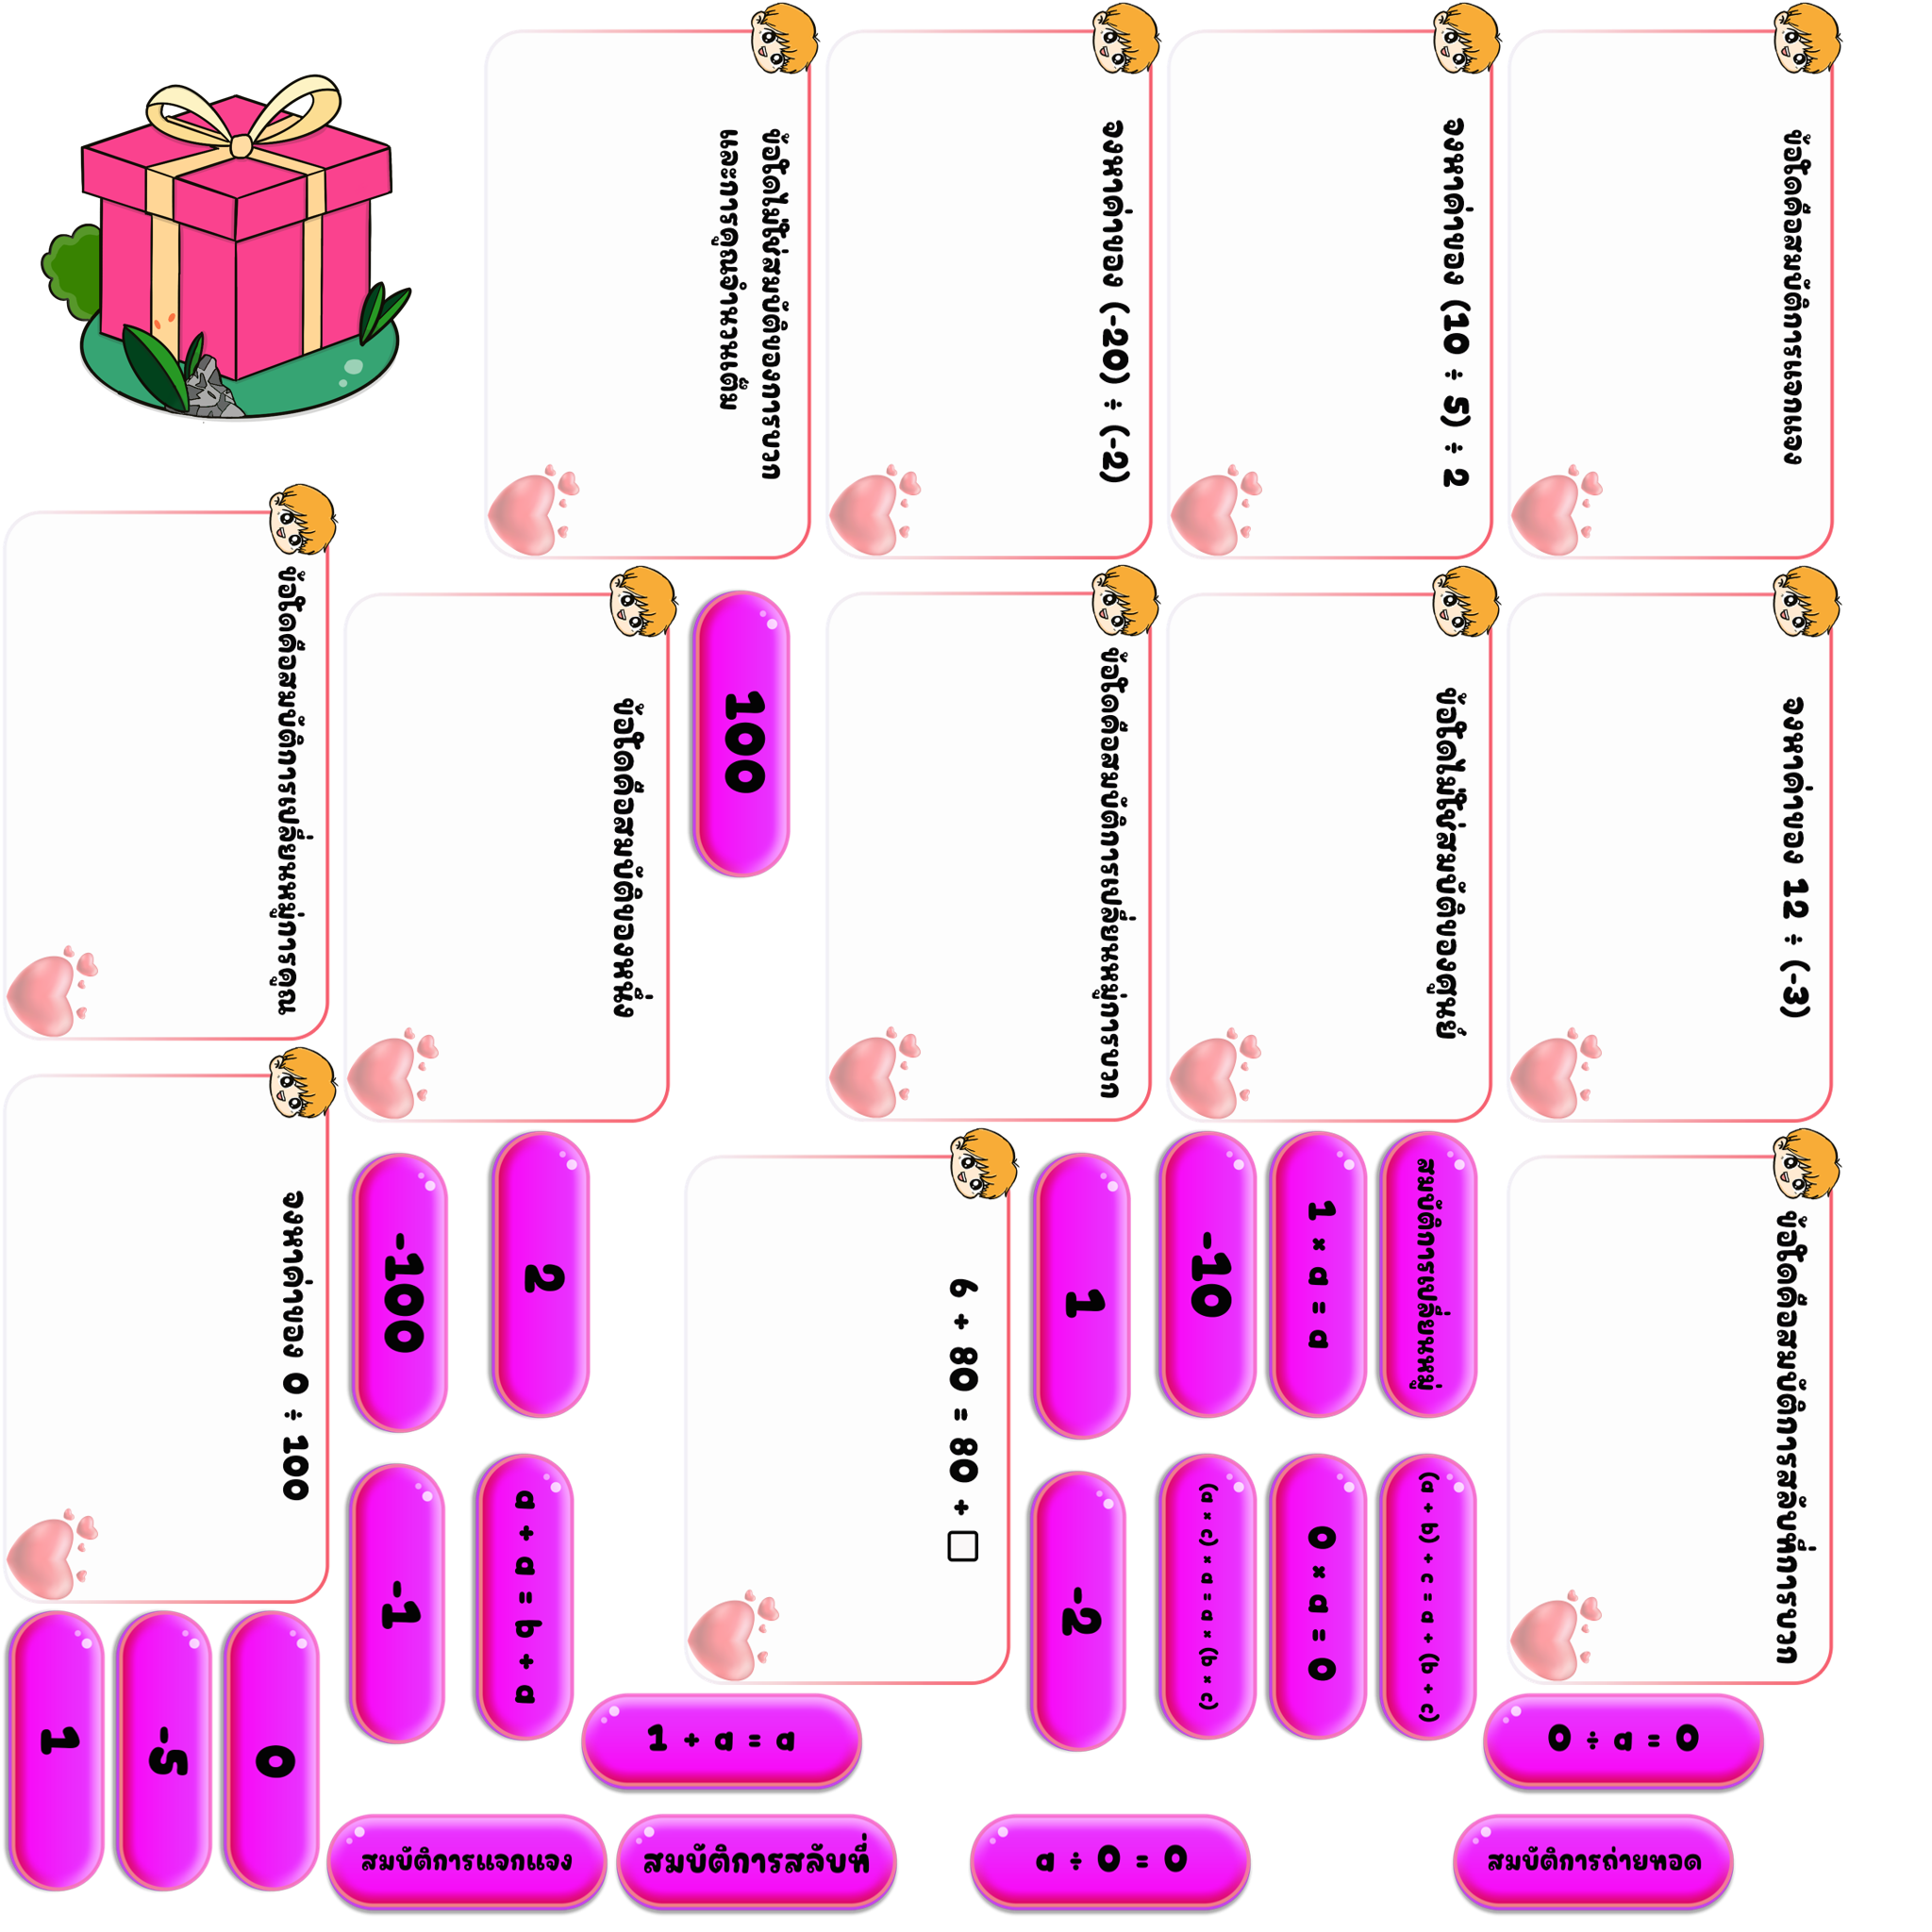 ข้อใดไม่ใช่สมบัติของการบวก
และการคูณจำนวนเต็ม
จงหาค่าของ (-20) ÷ (-2)
จงหาค่าของ (10 ÷ 5) ÷ 2
ข้อใดคือสมบัติการแจกแจง
ข้อใดคือสมบัติการเปลี่ยนหมู่การคูณ
ข้อใดคือสมบัติของหนึ่ง
100
ข้อใดคือสมบัติการเปลี่ยนหมู่การบวก
ข้อใดไม่ใช่สมบัติของศูนย์
จงหาค่าของ 12 ÷ (-3)
จงหาค่าของ 0 ÷ 100
-100
2
6 + 80 = 80 + □
1
-10
1 × a = a
สมบัติการเปลี่ยนหมู่
ข้อใดคือสมบัติการสลับที่การบวก
-1
a + a = b + a
-2
(a × c) × a = a × (b × c)
0 × a = 0
(a + b) + c = a + (b + c)
1
-5
0
1 + a = a
0 ÷ a = 0
สมบัติการแจกแจง
สมบัติการสลับที่
a ÷ 0 = 0
สมบัติการถ่ายทอด